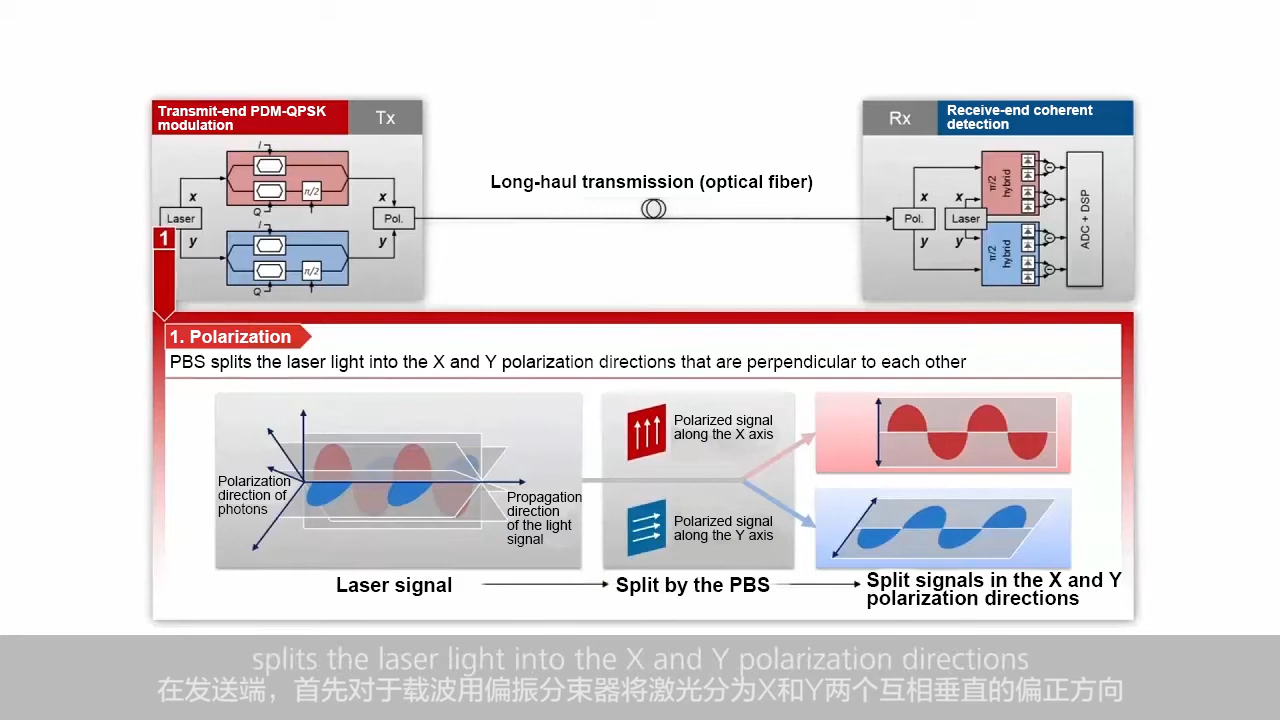 Transmit-end PDM-QPSK
modulation
Tx
Rx
Receive-end coherent
detection
I
x
π/2
Q
Laser
Pol.
y
I
y
π/2
Q
1
Long-haul transmission (optical fiber)
x
x
π/2
hybrid
Pol.
Laser
ADC + DSP
y
y
π/2
hybrid
1. Polarization
PBS splits the laser light into the X and Y polarization directions that are perpendicular to each other
Polarization
direction of
photons
Propagation
direction
of the light
signal
Polarized signal
along the X axis
Polarized signal
along the Y axis
Laser signal
Split by the PBS
Split signals in the X and Y
polarization directions
splits the laser light into the X and Y polarization directions
在发送端，首先对于载波用偏振分束器将激光分为X和Y两个互相垂直的偏正方向